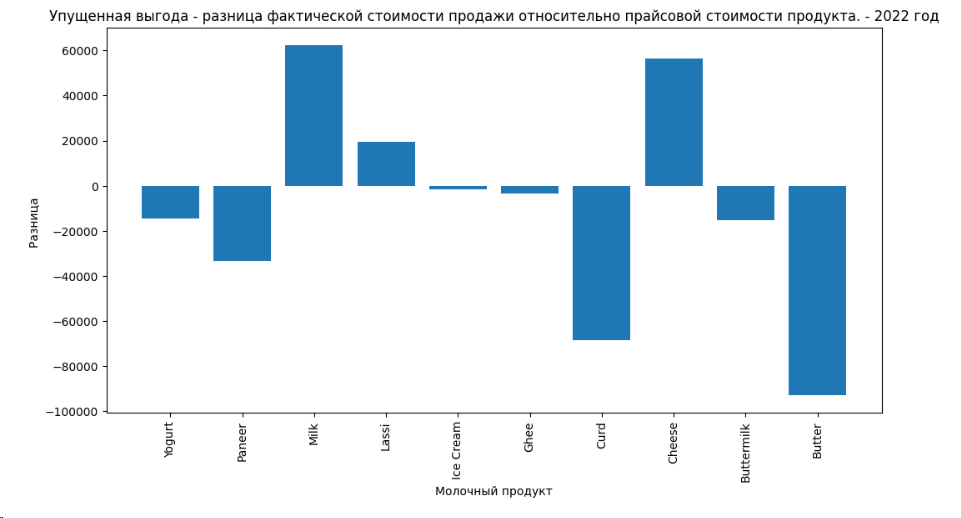 Упущенная выгода - разница фактической стоимости продажи относительно прайсовой стоимости продукта. - 2022 год
60000
40000
20000
0
−20000
−40000
−60000
−80000
−100000
Разница
Yogurt
Paneer
Milk
Lassi
Ice Cream
Ghee
Curd
Cheese
Buttermilk
Butter
Молочный продукт